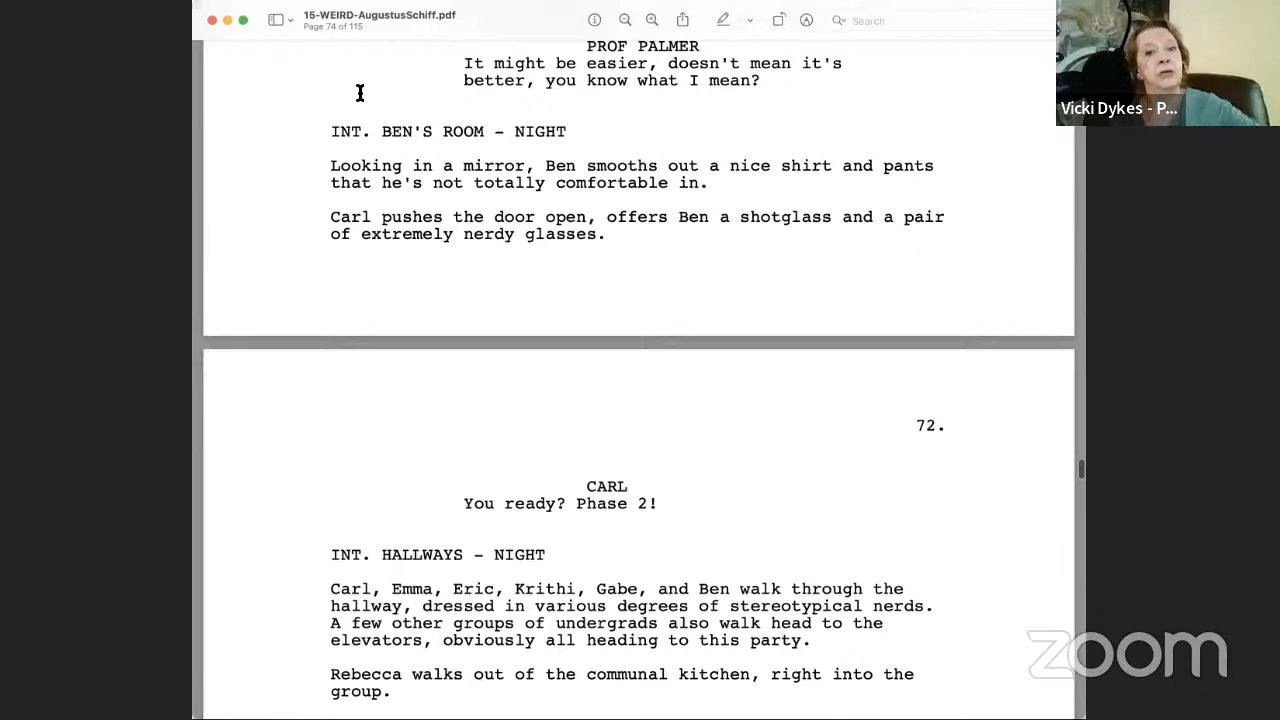 15-WEIRD-AugustusSchiff.pdf
Page 74 of 115
Search
PROF PALMER
It might be easier, doesn't mean it's
better, you know what I mean?
INT. BEN'S ROOM - NIGHT
Looking in a mirror, Ben smooths out a nice shirt and pants
that he's not totally comfortable in.
Carl pushes the door open, offers Ben a shotglass and a pair
of extremely nerdy glasses.
72.
CARL
You ready? Phase 2!
INT. HALLWAYS - NIGHT
Carl, Emma, Eric, Krithi, Gabe, and Ben walk through the
hallway, dressed in various degrees of stereotypical nerds.
A few other groups of undergrads also walk head to the
elevators, obviously all heading to this party.
Rebecca walks out of the communal kitchen, right into the
group.
Vicki Dykes - P...
zoom